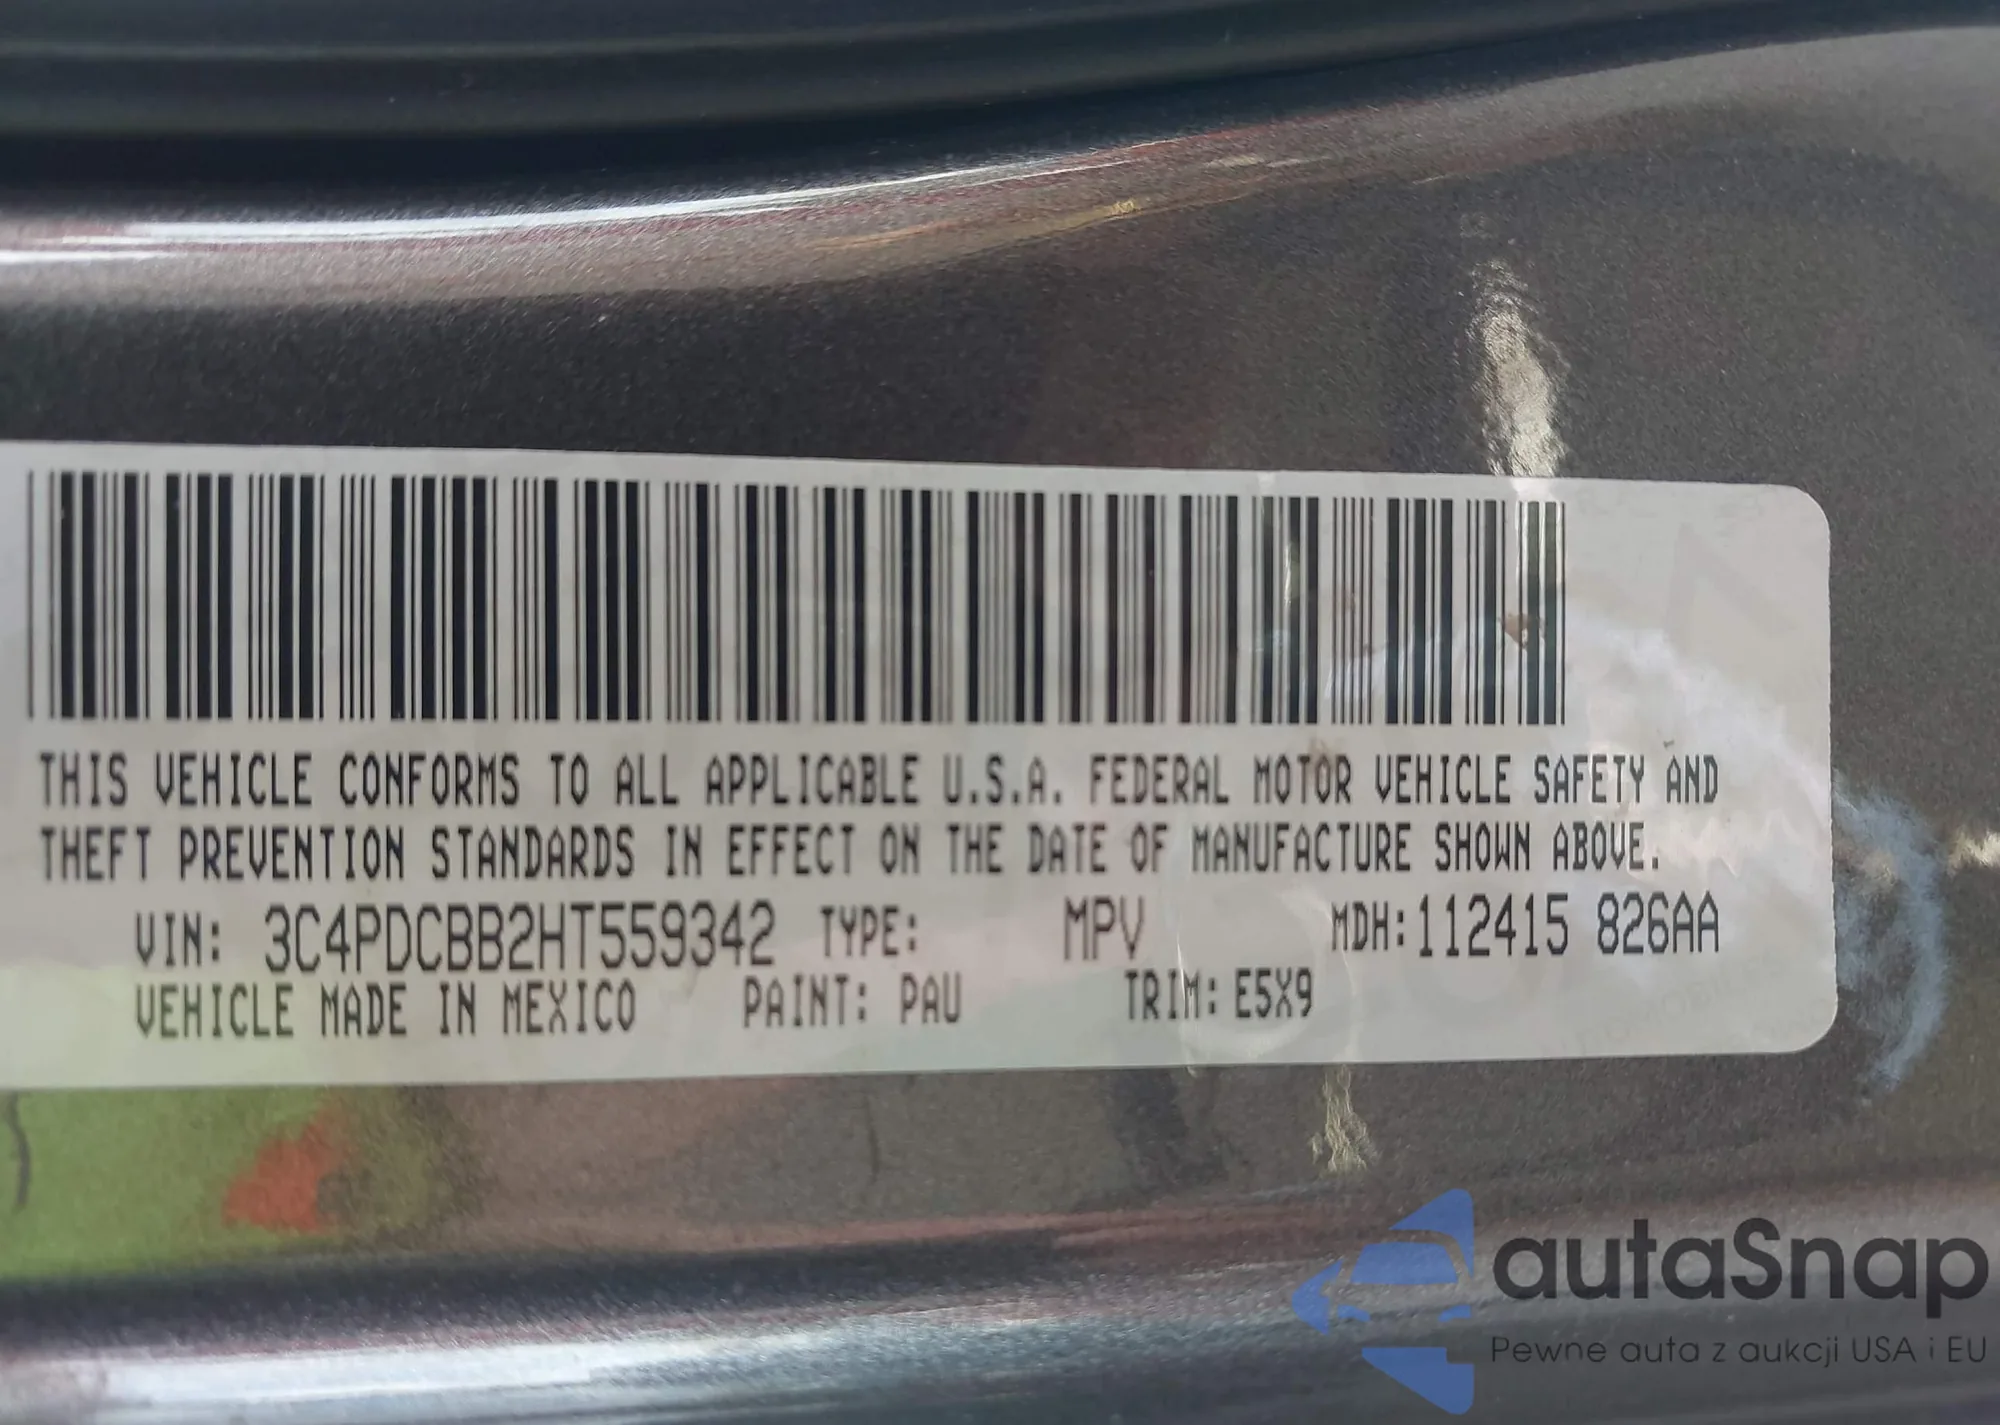 THIS VEHICLE CONFORMS TO ALL APPLICABLE U.S.A. FEDERAL MOTOR VEHICLE SAFETY AND
THEFT PREVENTION STANDARDS IN EFFECT ON THE DATE OF MANUFACTURE SHOWN ABOVE.
VIN: 3C4PDCBB2HT559342 TYPE: MPV MDH:112415 826AA
VEHICLE MADE IN MEXICO PAINT: PAU TRIM: E5X9
autaSnap
Pewne auta z aukcji USA i EU